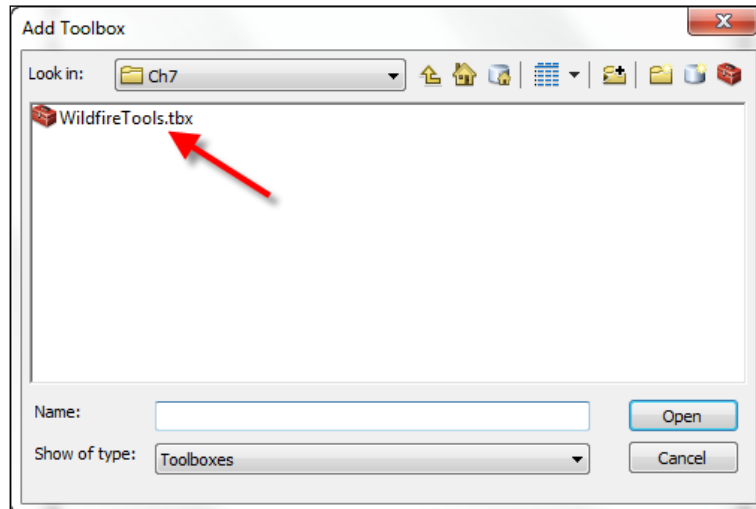 Add Toolbox
Look in: Ch7
WildfireTools.tbx
Name: Open
Show of type: Toolboxes Cancel